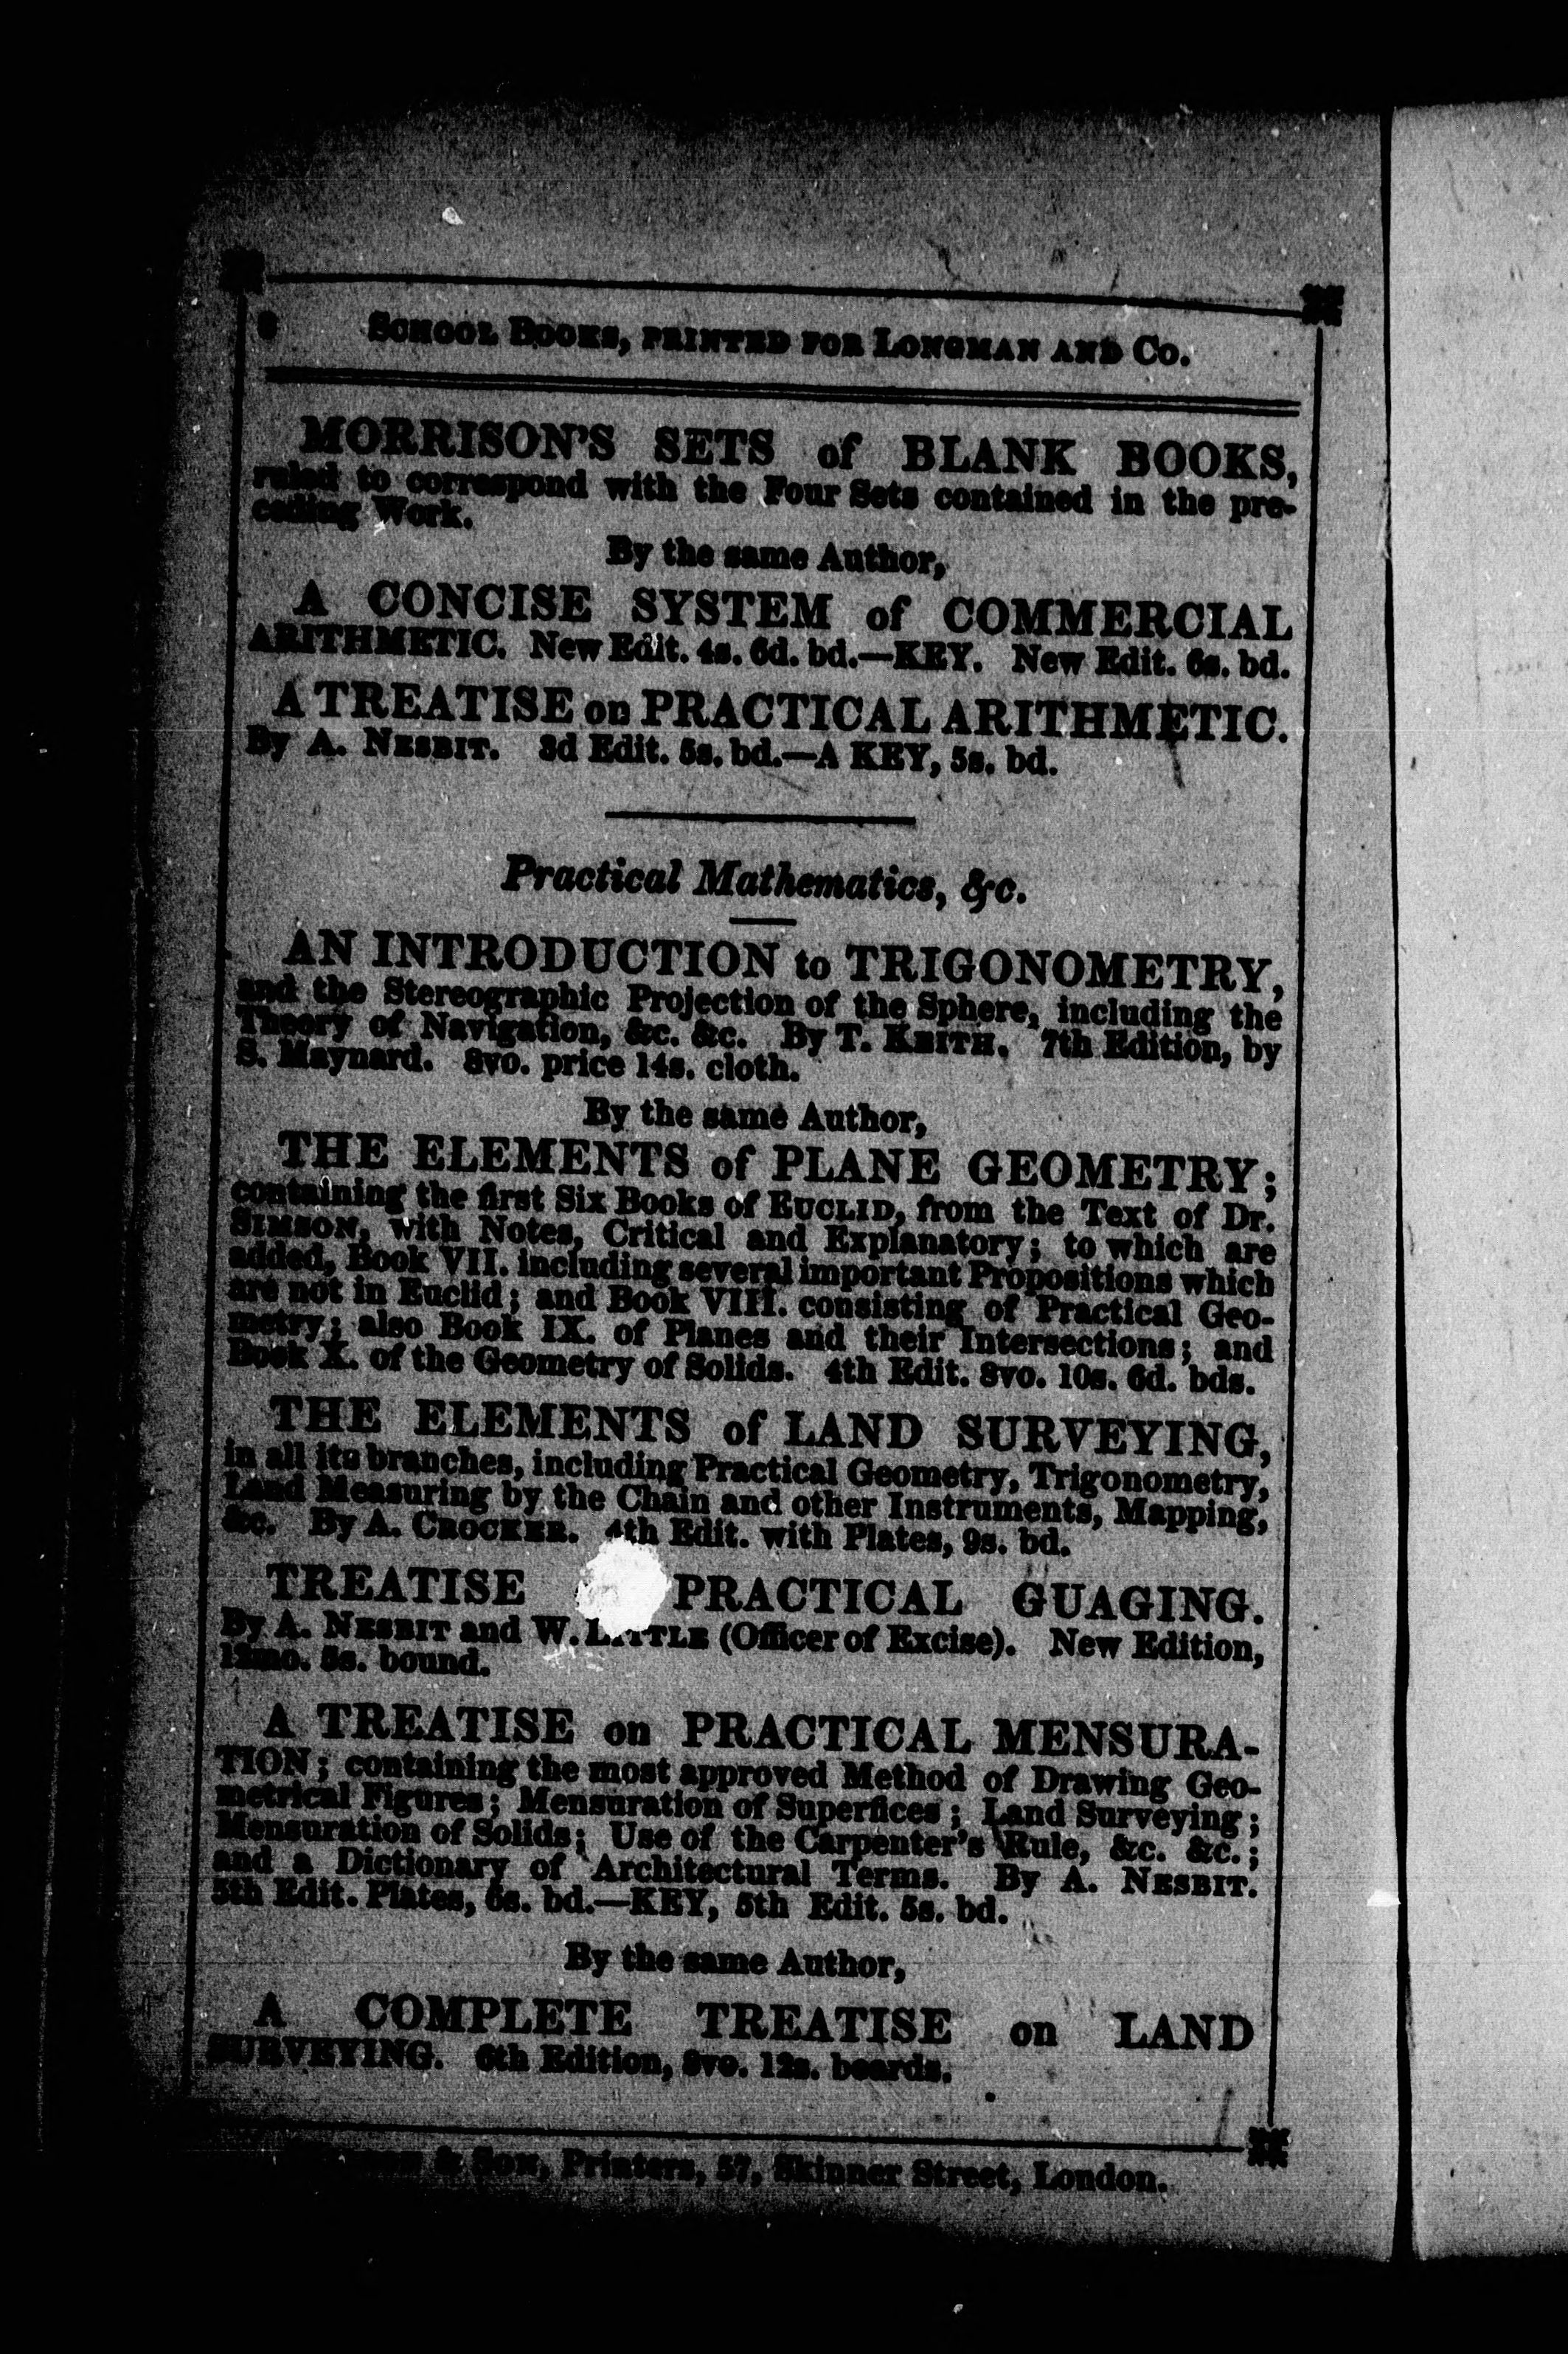 SCHOOL BOOKS, PRINTED FOR LONGMAN AND CO.
MORRISON'S SETS of BLANK BOOKS,
ruled to correspond with the Four Sets contained in the pre-
ceding Work.
By the same Author,
A CONCISE SYSTEM of COMMERCIAL
ARITHMETIC. New Edit. 4s. 6d. bd.—KEY. New Edit. 6s. bd.
A TREATISE on PRACTICAL ARITHMETIC.
By A. NESBIT. 3d Edit. 5s. bd.—A KEY, 5s. bd.
Practical Mathematics, &c.
AN INTRODUCTION to TRIGONOMETRY,
and the Stereographic Projection of the Sphere, including the
Theory of Navigation, &c. &c. By T. KEITH. 7th Edition, by
S. Maynard. 8vo. price 14s. cloth.
By the same Author,
THE ELEMENTS of PLANE GEOMETRY;
containing the first Six Books of EUCLID, from the Text of Dr.
SIMSON, with Notes, Critical and Explanatory; to which are
added, Book VII. including several important Propositions which
are not in Euclid; and Book VIII. consisting of Practical Geo-
metry; also Book IX. of Planes and their Intersections; and
Book X. of the Geometry of Solids. 4th Edit. 8vo. 10s. 6d. bds.
THE ELEMENTS of LAND SURVEYING,
in all its branches, including Practical Geometry, Trigonometry,
Land Measuring by the Chain and other Instruments, Mapping,
&c. By A. CROCKER. 4th Edit. with Plates, 9s. bd.
TREATISE PRACTICAL GUAGING.
By A. NESBIT and W. LITTLE (Officer of Excise). New Edition,
12mo. 5s. bound.
A TREATISE on PRACTICAL MENSURA-
TION; containing the most approved Method of Drawing Geo-
metrical Figures; Mensuration of Superfices; Land Surveying;
Mensuration of Solids; Use of the Carpenter's Rule, &c. &c.;
and a Dictionary of Architectural Terms. By A. NESBIT.
5th Edit. Plates, 6s. bd.—KEY, 5th Edit. 5s. bd.
By the same Author,
A COMPLETE TREATISE on LAND
SURVEYING. 6th Edition, 8vo. 12s. boards.
& SON, Printers, 57, Skinner Street, London.